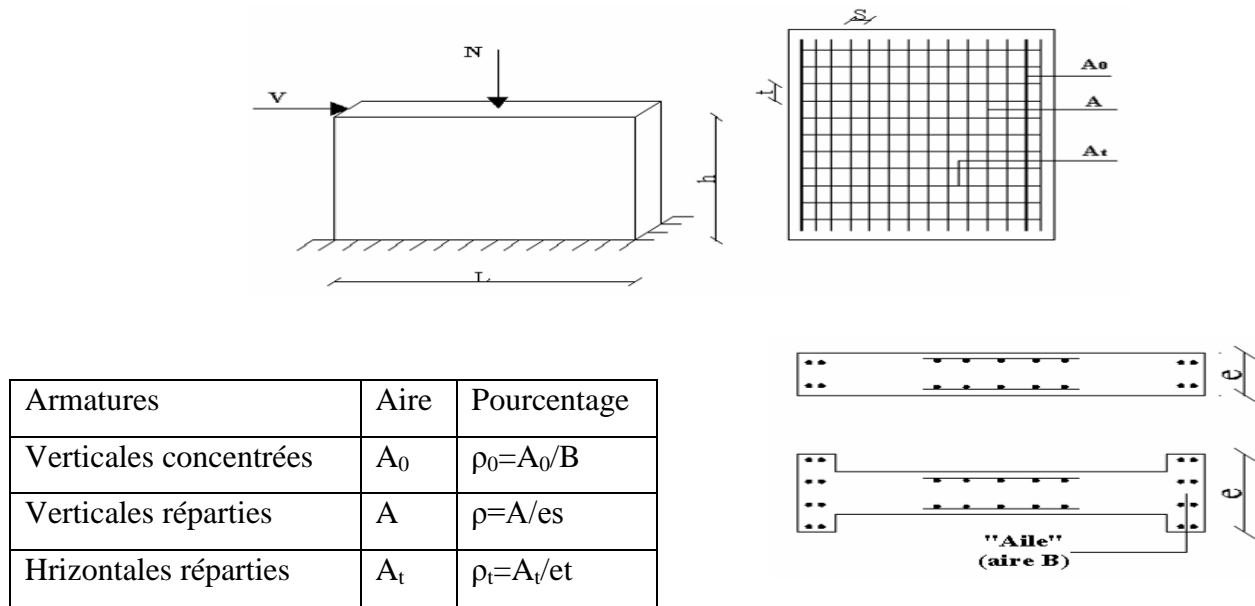 N
V
h
L
S
t
A0
A
At
Armatures Aire Pourcentage
Verticales concentrées A0 ρ0=A0/B
Verticales réparties A ρ=A/es
Hrizontales réparties At ρt=At/et
e
e
"Aile"
(aire B)